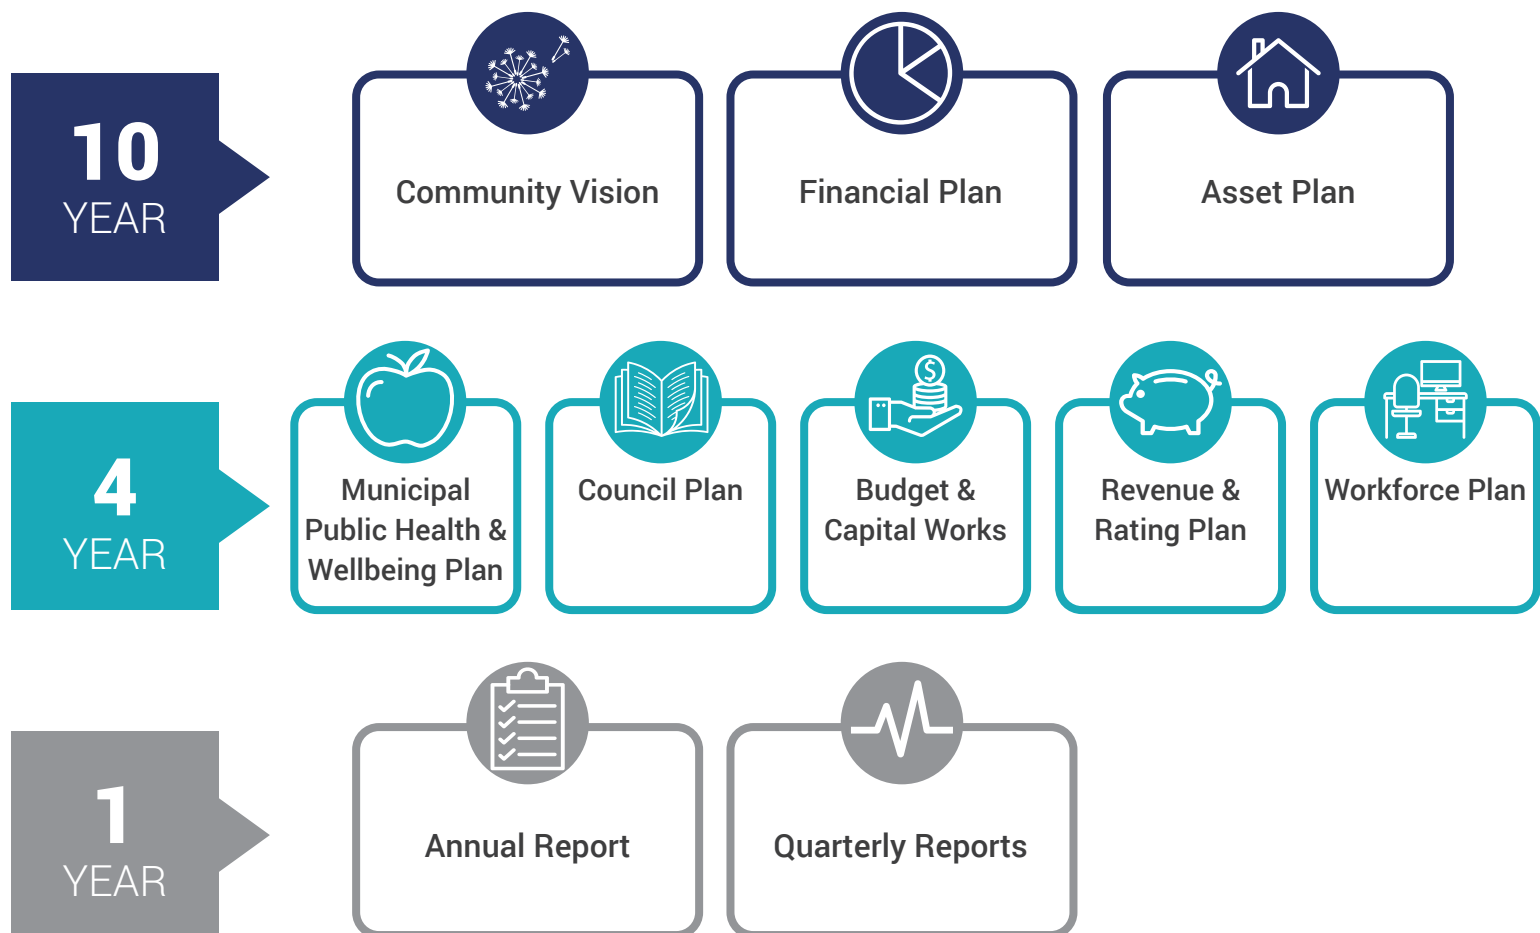 10
YEAR
Community Vision
Financial Plan
Asset Plan
4
YEAR
Municipal
Public Health &
Wellbeing Plan
Council Plan
$
Budget &
Capital Works
Revenue &
Rating Plan
Workforce Plan
1
YEAR
Annual Report
Quarterly Reports